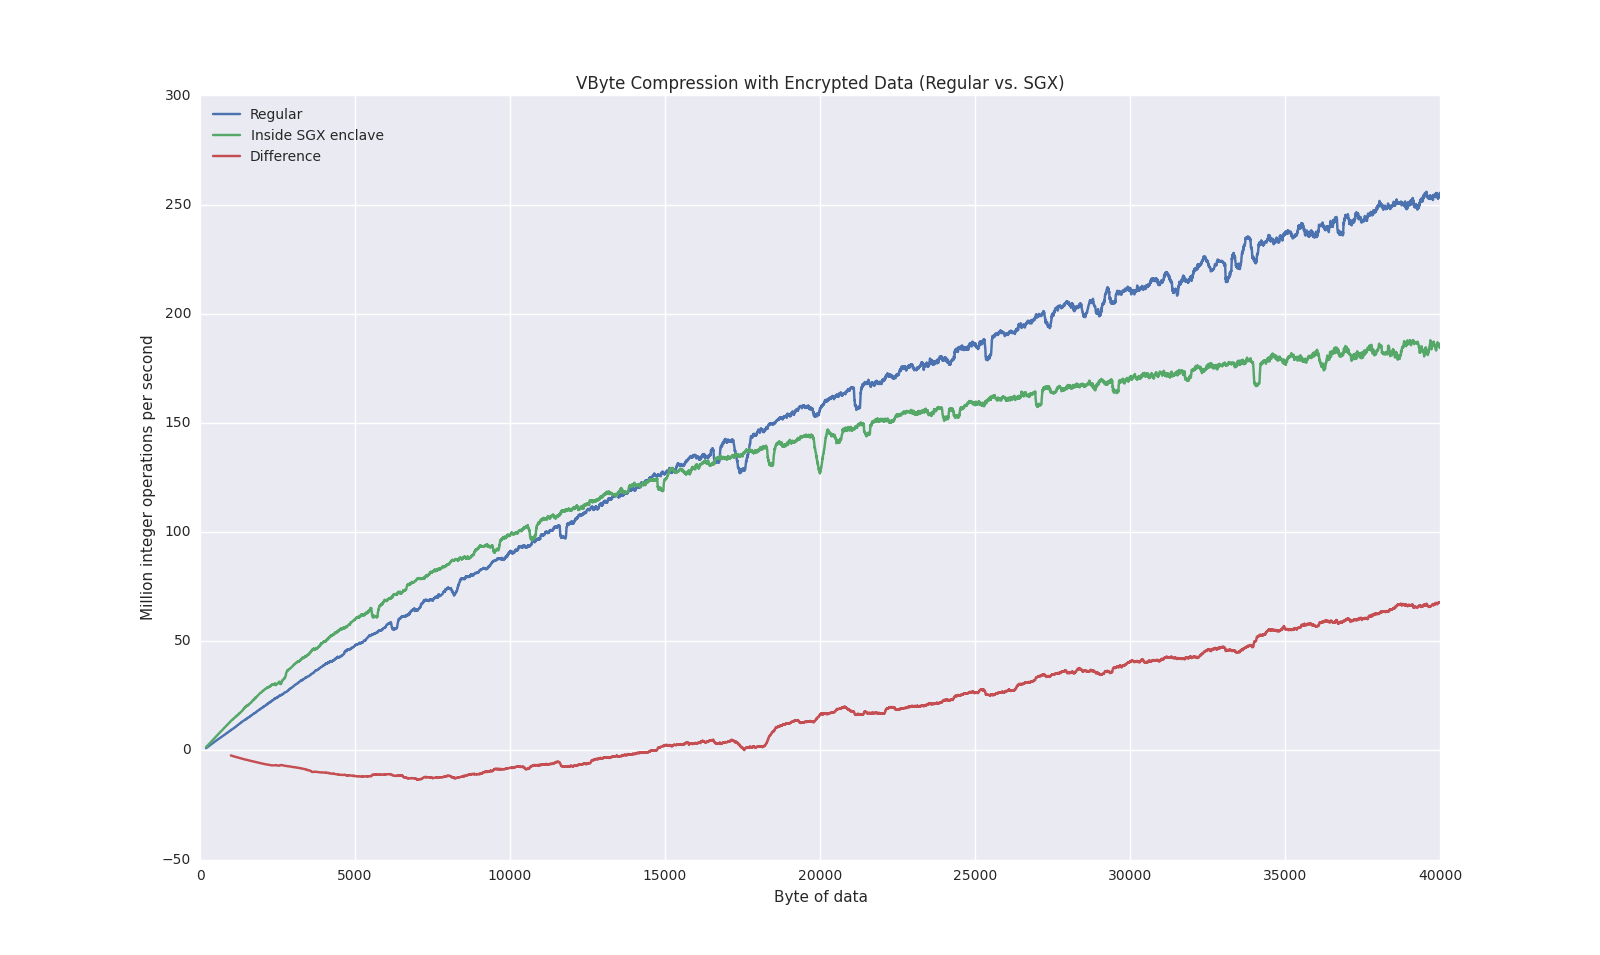 VByte Compression with Encrypted Data (Regular vs. SGX)
300
250
200
150
100
50
0
−50
Million integer operations per second
Regular
Inside SGX enclave
Difference
0 5000 10000 15000 20000 25000 30000 35000 40000
Byte of data